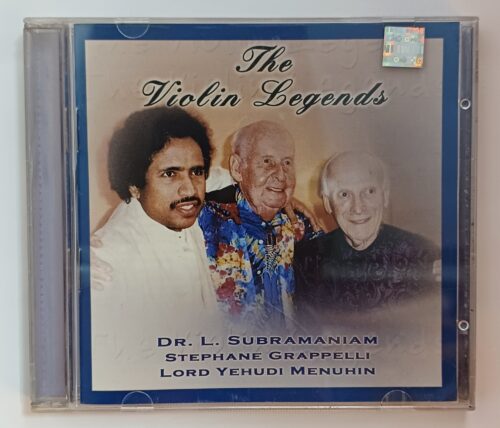 The
Violin Legends
DR. L. SUBRAMANIAM
STEPHANE GRAPPELLI
LORD YEHUDI MENUHIN